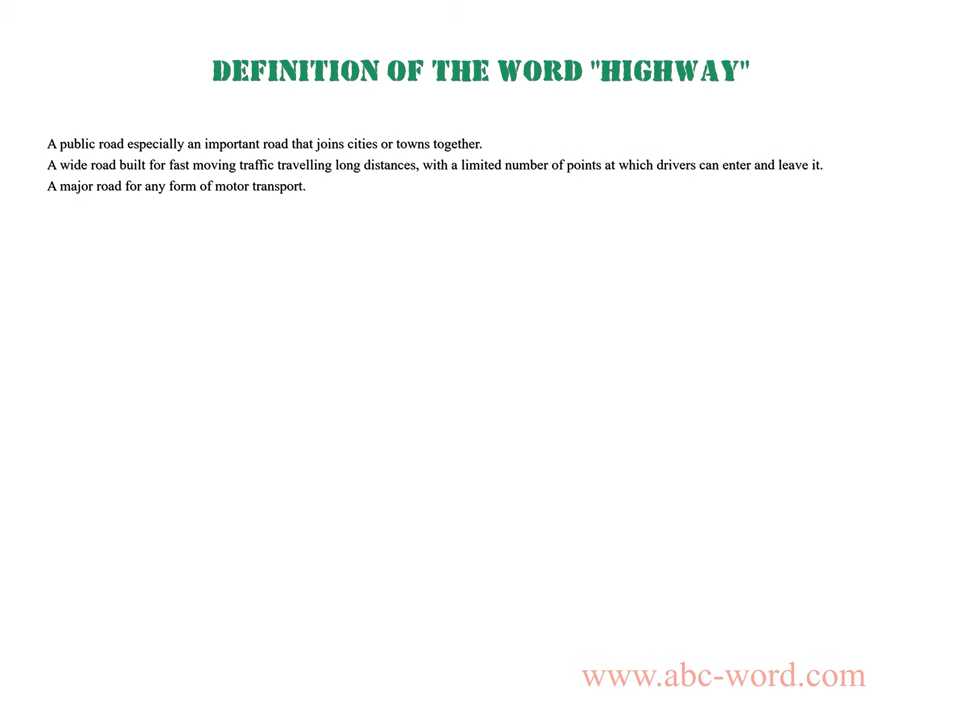 DEFINITION OF THE WORD "HIGHWAY"
A public road especially an important road that joins cities or towns together.
A wide road built for fast moving traffic travelling long distances, with a limited number of points at which drivers can enter and leave it.
A major road for any form of motor transport.
www.abc-word.com